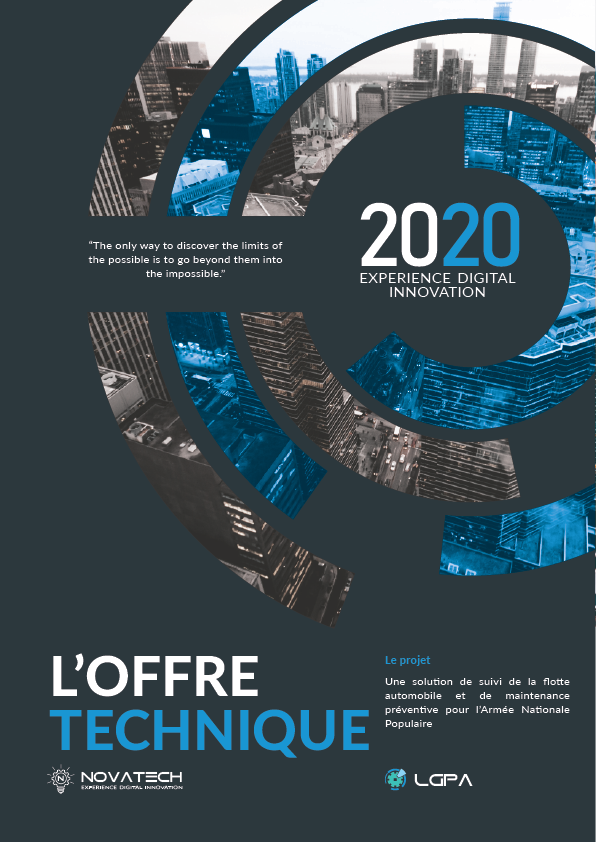 “The only way to discover the limits of
the possible is to go beyond them into
the impossible.”
2020
EXPERIENCE DIGITAL
INNOVATION
L’OFFRE
TECHNIQUE
Le projet
Une solution de suivi de la flotte
automobile et de maintenance
préventive pour l’Armée Nationale
Populaire
N
NOVATECH
EXPERIENCE DIGITAL INNOVATION
LGPA